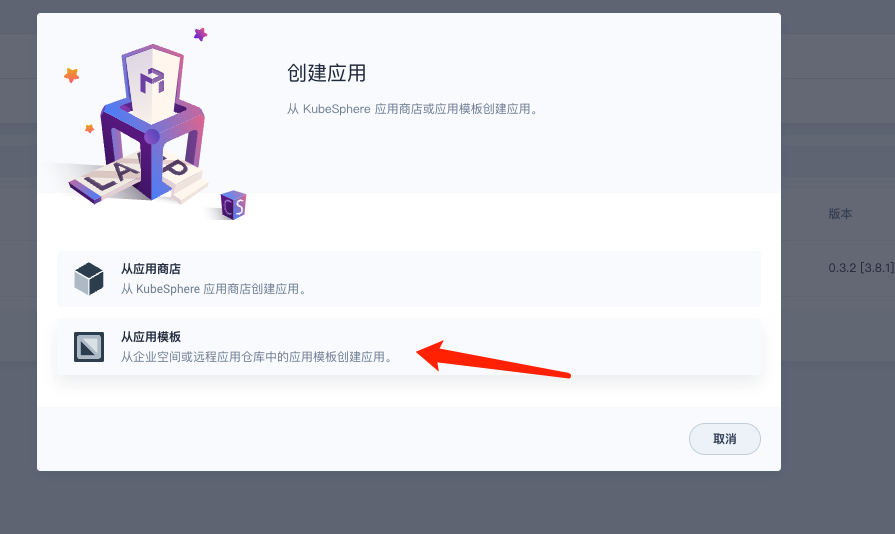 创建应用
从 KubeSphere 应用商店或应用模板创建应用。
版本
从应用商店
从 KubeSphere 应用商店创建应用。
0.3.2 [3.8.1]
从应用模板
从企业空间或远程应用仓库中的应用模板创建应用。
取消